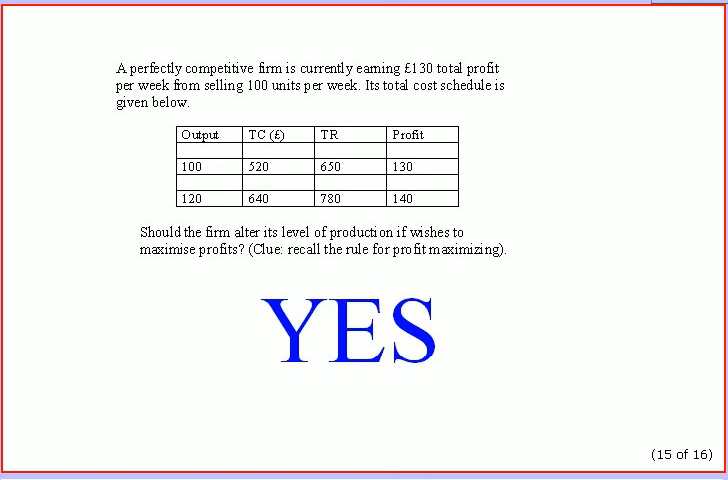 A perfectly competitive firm is currently earning £130 total profit
per week from selling 100 units per week. Its total cost schedule is
given below.
Output TC (£) TR Profit
100 520 650 130
120 640 780 140
Should the firm alter its level of production if wishes to
maximise profits? (Clue: recall the rule for profit maximizing).
YES
(15 of 16)